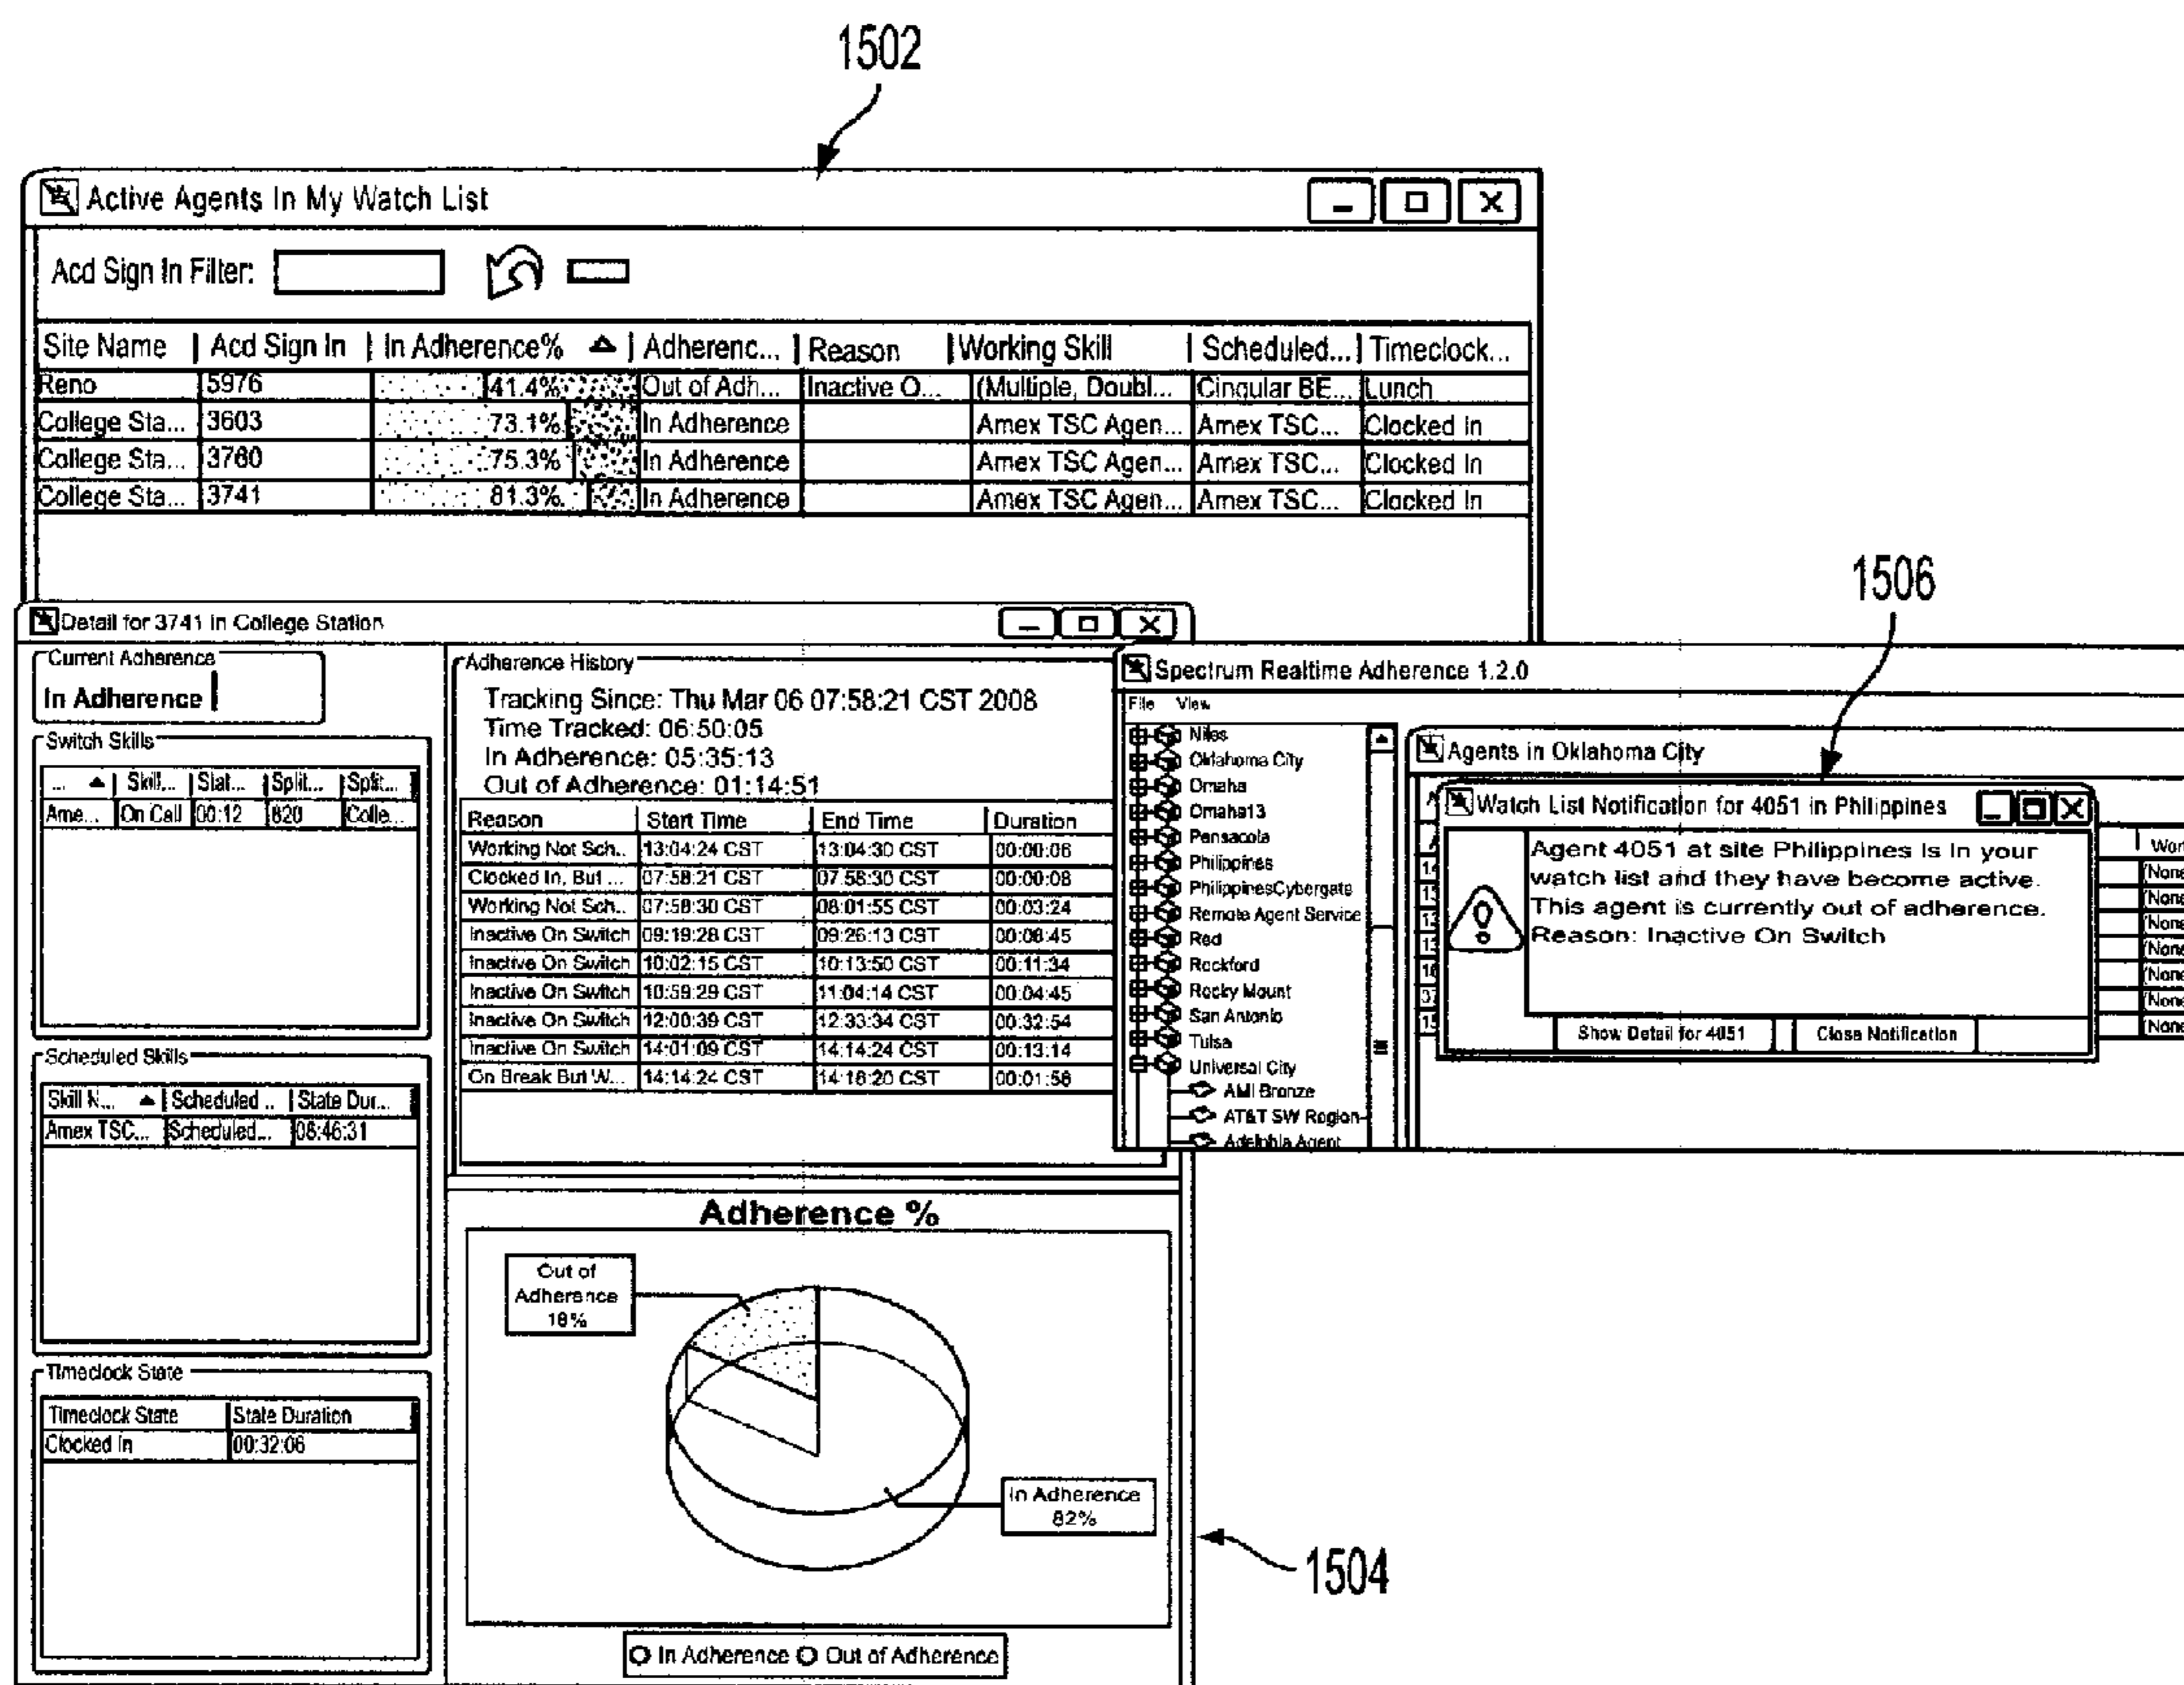 1502
Active Agents In My Watch List
Acd Sign In Filter:
Site Name Acd Sign In In Adherence% Adherenc... Reason Working Skill Scheduled... Timeclock...
Reno 5976 41.4% Out of Adh... Inactive O... (Multiple, Doubl... Cingular BE... Lunch
College Sta... 3603 73.1% In Adherence Amex TSC Agen... Amex TSC... Clocked In
College Sta... 3760 75.3% In Adherence Amex TSC Agen... Amex TSC... Clocked In
College Sta... 3741 81.3% In Adherence Amex TSC Agen... Amex TSC... Clocked In
Detail for 3741 in College Station
Current Adherence
In Adherence
Switch Skills
... Skill... Stat... Split... Split...
Ame... On Call 00:12 820 Colle...
Scheduled Skills
Skill N... Scheduled .. State Dur...
Amex TSC... Scheduled... 08:46:31
Timeclock State
Timeclock State State Duration
Clocked In 00:32:06
Adherence History
Tracking Since: Thu Mar 06 07:58:21 CST 2008
Time Tracked: 06:50:05
In Adherence: 05:35:13
Out of Adherence: 01:14:51
Reason Start Time End Time Duration
Working Not Sch.. 13:04:24 CST 13:04:30 CST 00:00:06
Clocked In, But ... 07:58:21 CST 07:58:30 CST 00:00:08
Working Not Sch.. 07:58:30 CST 08:01:55 CST 00:03:24
Inactive On Switch 09:19:28 CST 09:26:13 CST 00:06:45
Inactive On Switch 10:02:15 CST 10:13:50 CST 00:11:34
Inactive On Switch 10:59:29 CST 11:04:14 CST 00:04:45
Inactive On Switch 12:00:39 CST 12:33:34 CST 00:32:54
Inactive On Switch 14:01:09 CST 14:14:24 CST 00:13:14
On Break But W... 14:14:24 CST 14:16:20 CST 00:01:56
Adherence %
Out of
Adherence
18%
In Adherence
82%
In Adherence Out of Adherence
1504
1506
Spectrum Realtime Adherence 1.2.0
File View
Niles
Oklahoma City
Omaha
Omaha13
Pensacola
Philippines
PhilippinesCybergate
Remote Agent Service
Red
Rockford
Rocky Mount
San Antonio
Tulsa
Universal City
AMI Bronze
AT&T SW Region
Adelphia Agent
Agents in Oklahoma City
Watch List Notification for 4051 in Philippines
Agent 4051 at site Philippines is in your
watch list and they have become active.
This agent is currently out of adherence.
Reason: Inactive On Switch
Show Detail for 4051 Close Notification
Wor
(None
(None
(None
(None
(None
(None
(None